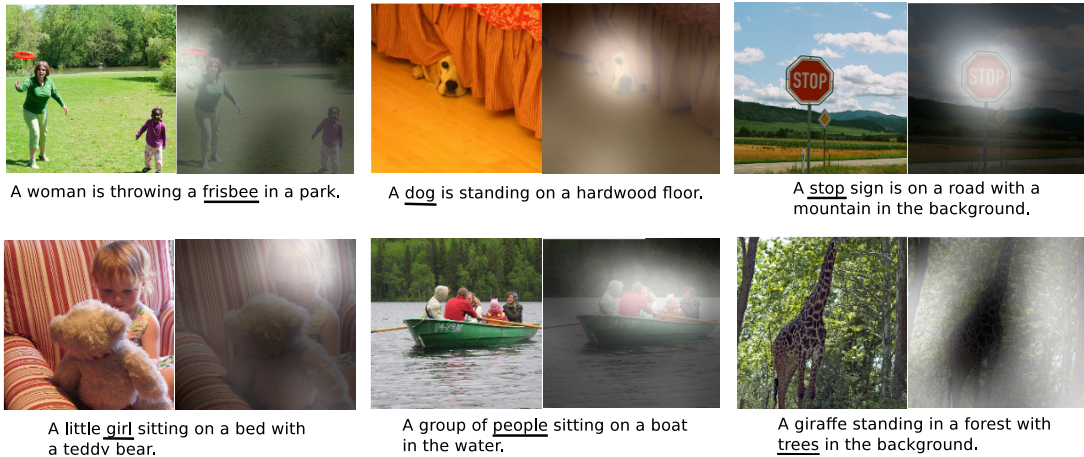 STOP
STOP
A woman is throwing a frisbee in a park.
A dog is standing on a hardwood floor.
A stop sign is on a road with a
mountain in the background.
A little girl sitting on a bed with
a teddy bear.
A group of people sitting on a boat
in the water.
A giraffe standing in a forest with
trees in the background.